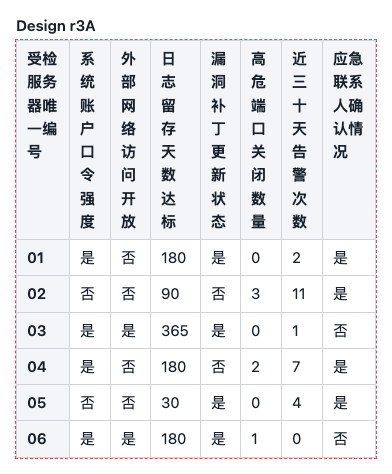 Design r3A
受检服务器唯一编号
系统账户口令强度
外部网络访问开放
日志留存天数达标
漏洞补丁更新状态
高危端口关闭数量
近三十天告警次数
应急联系人确认情况
01 是 否 180 是 0 2 是
02 否 否 90 否 3 11 是
03 是 是 365 是 0 1 否
04 是 否 180 否 2 7 是
05 否 否 30 是 0 4 是
06 是 是 180 是 1 0 否